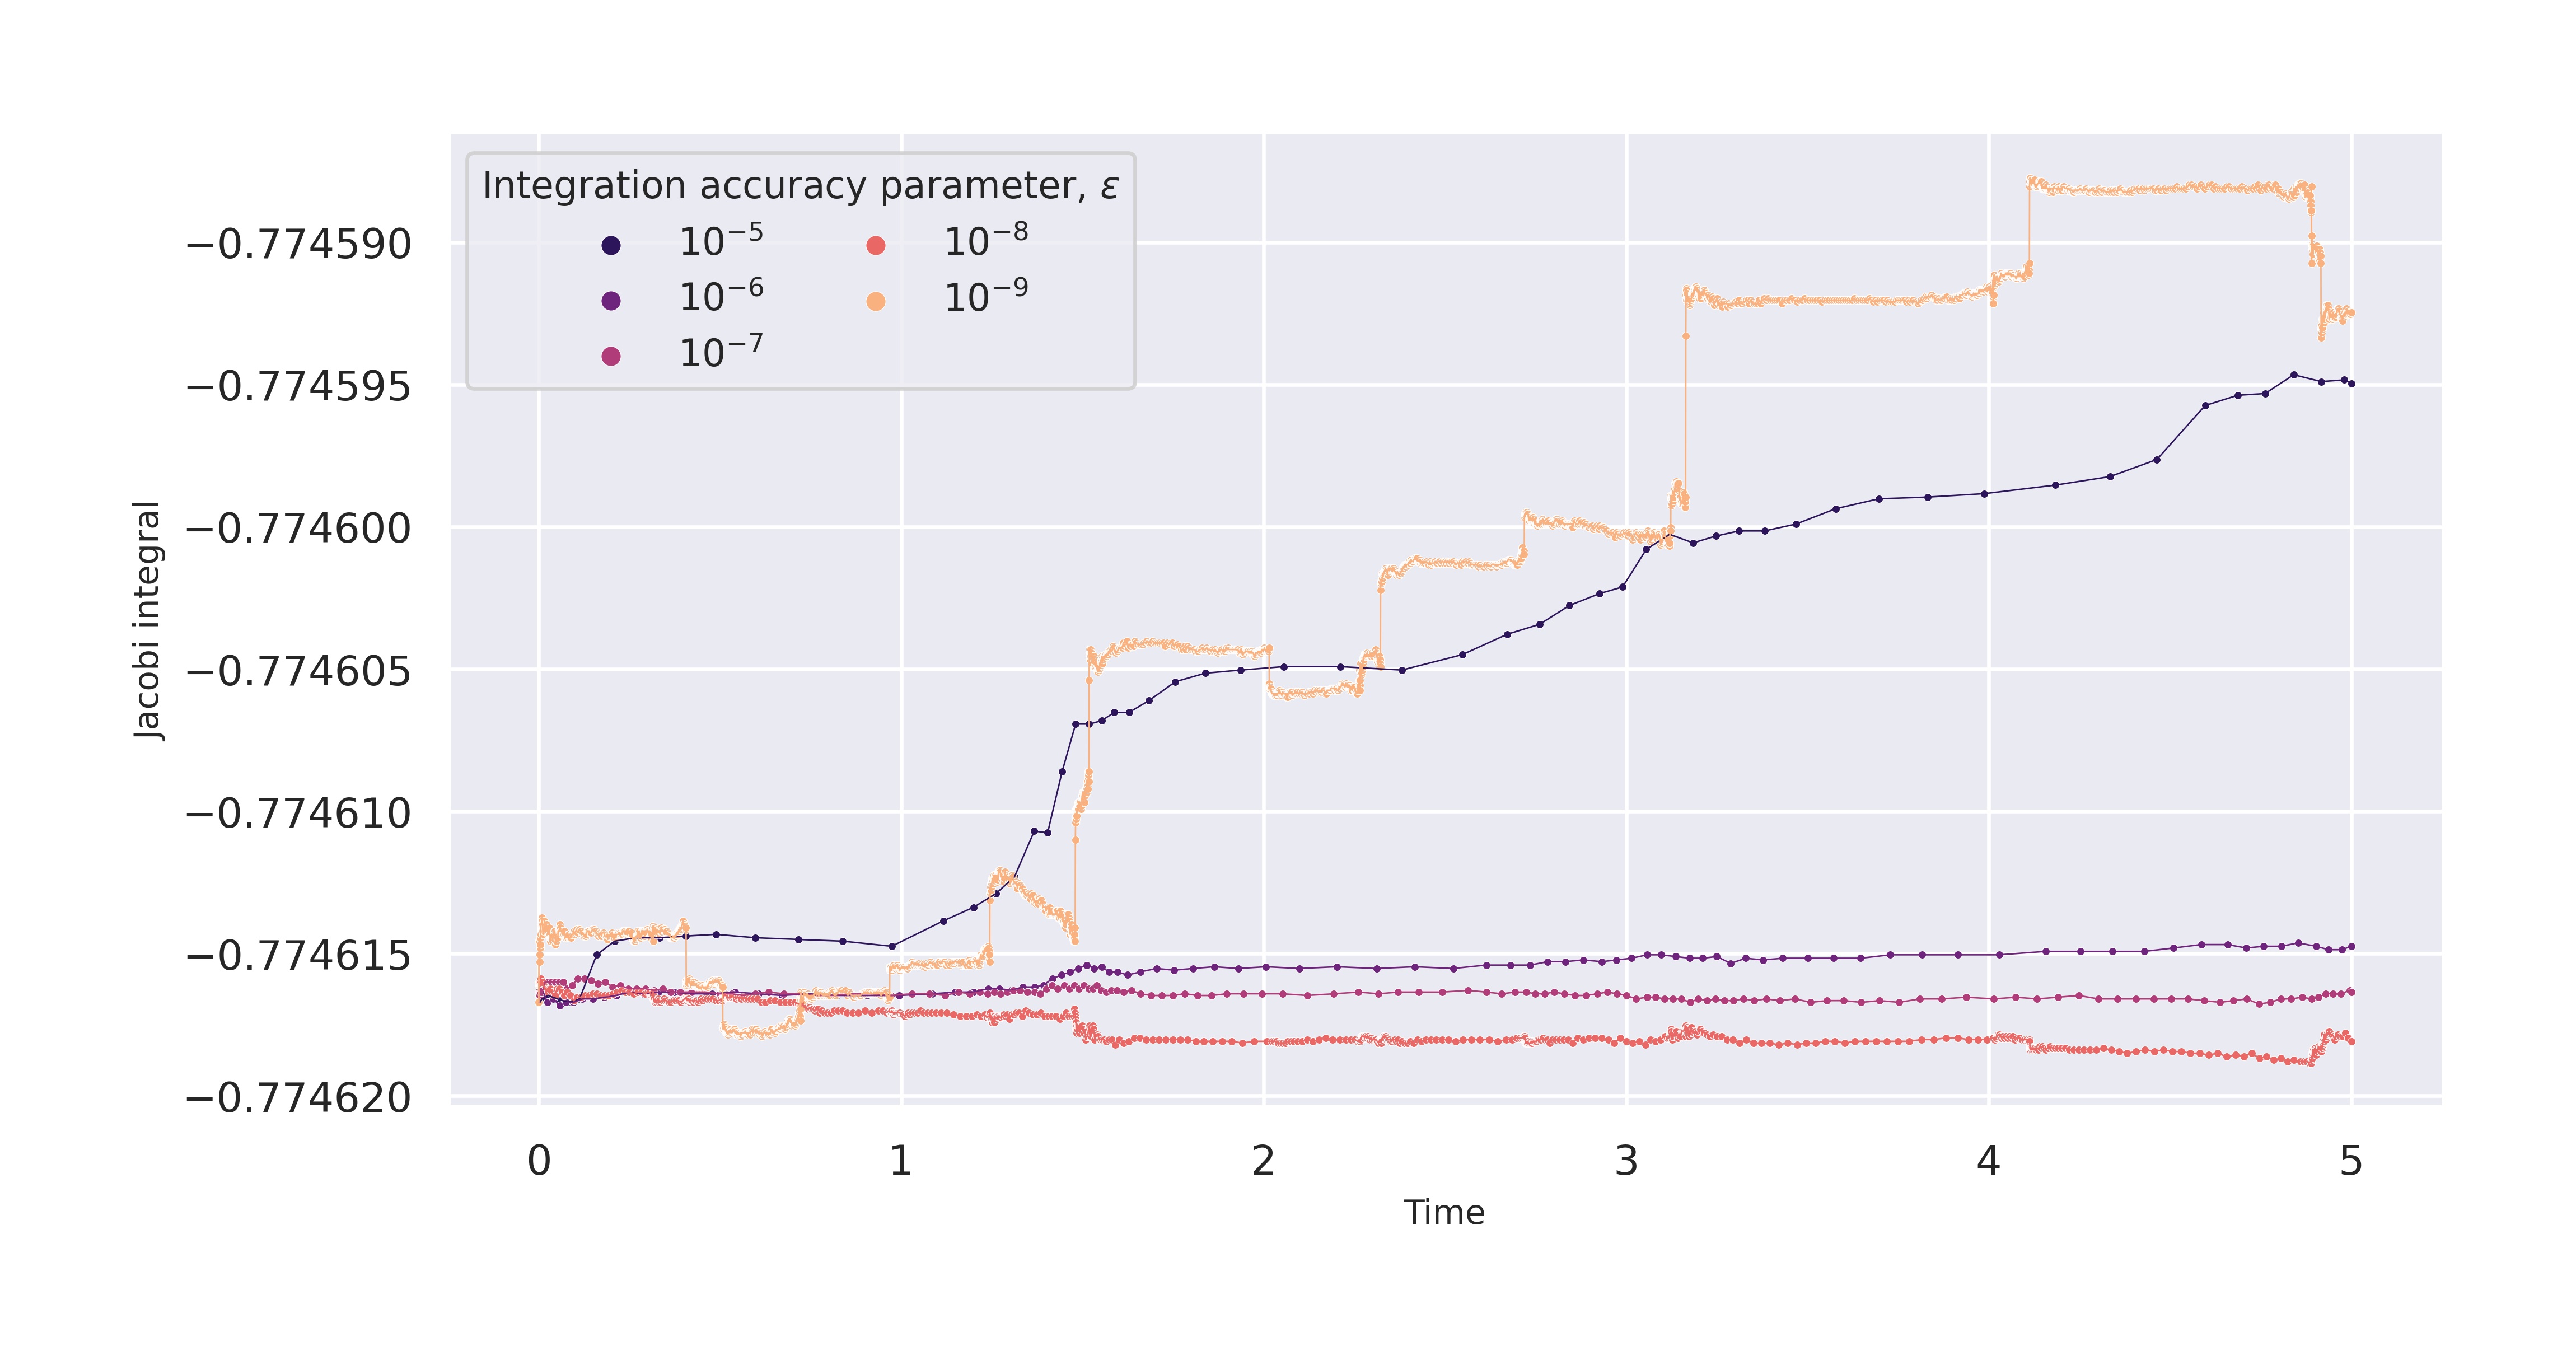 Integration accuracy parameter, ε
10⁻⁵ 10⁻⁸
10⁻⁶ 10⁻⁹
10⁻⁷
−0.774590
−0.774595
−0.774600
−0.774605
−0.774610
−0.774615
−0.774620
Jacobi integral
0 1 2 3 4 5
Time